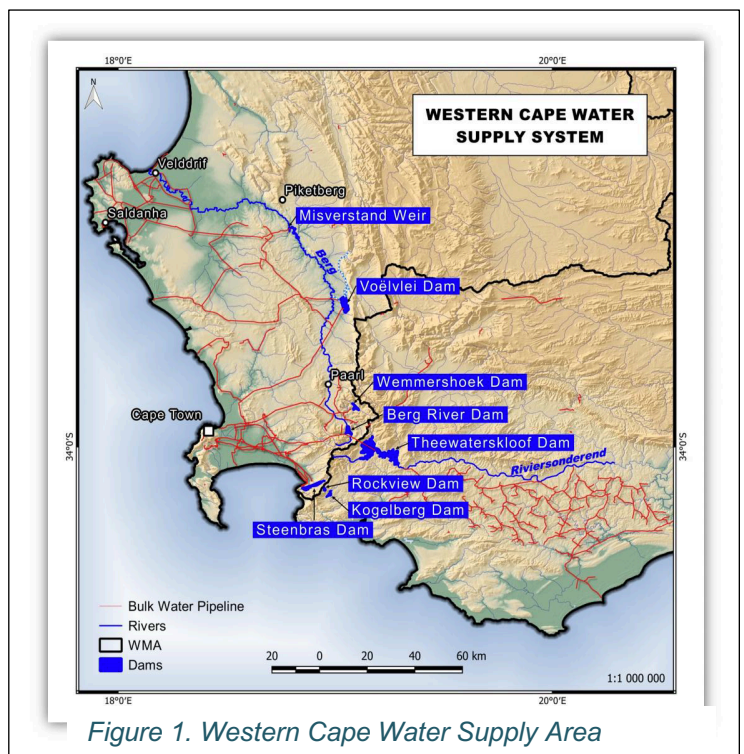 18°0'E
20°0'E
N
WESTERN CAPE WATER
SUPPLY SYSTEM
Velddrif
Piketberg
Saldanha
Misverstand Weir
Berg
Voëlvlei Dam
Paarl
Wemmershoek Dam
Cape Town
Berg River Dam
34°0'S
Theewaterskloof Dam
34°0'S
Riviersonderend
Rockview Dam
Kogelberg Dam
Steenbras Dam
Bulk Water Pipeline
Rivers
WMA
Dams
20 0 20 40 60 km
1:1 000 000
18°0'E
20°0'E
Figure 1. Western Cape Water Supply Area